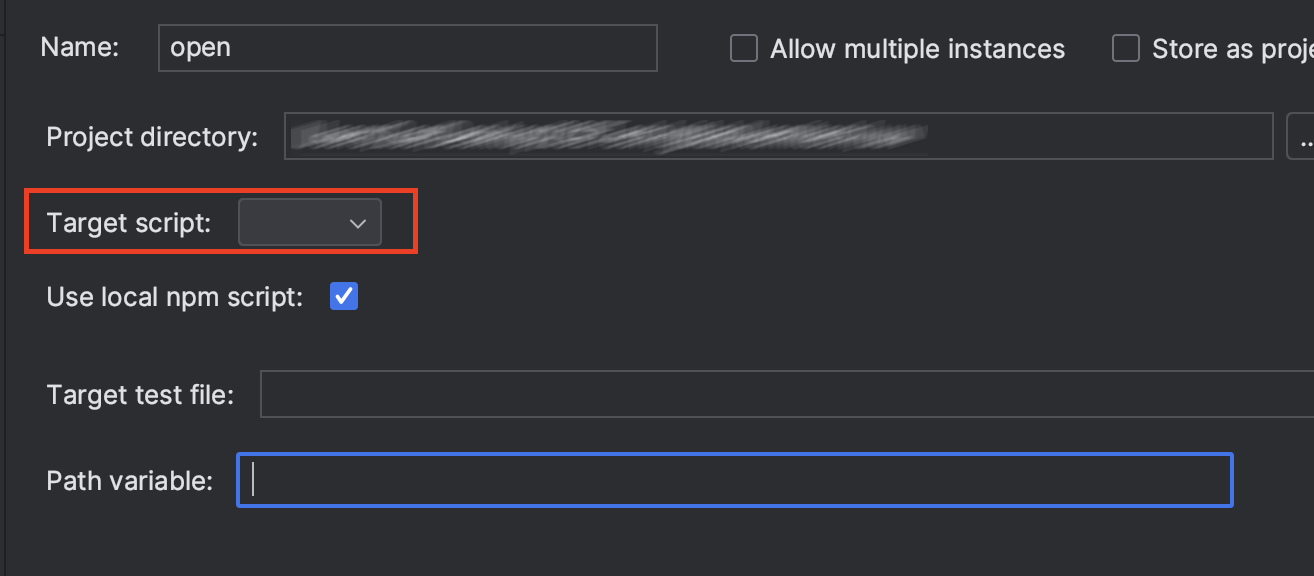 Name: open Allow multiple instances Store as proje
Project directory: ..
Target script:
Use local npm script:
Target test file:
Path variable: